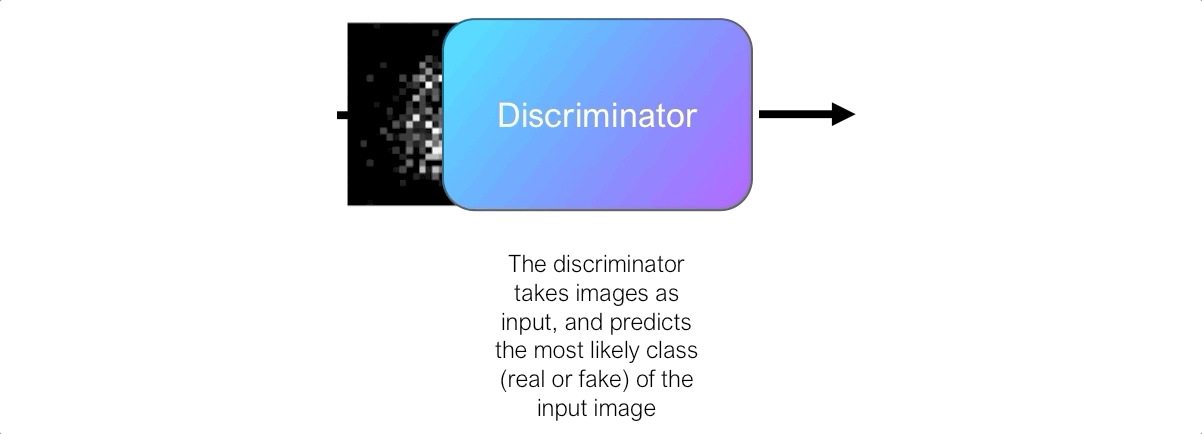 Discriminator
The discriminator
takes images as
input, and predicts
the most likely class
(real or fake) of the
input image